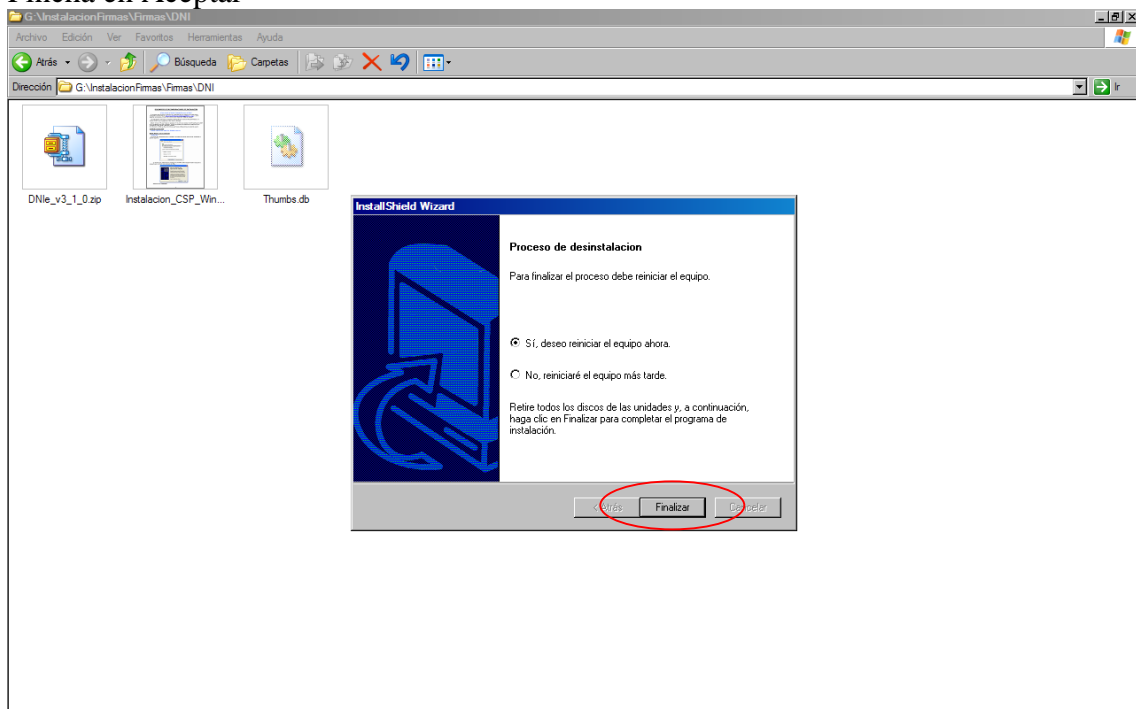 Pincha en Aceptar
G:\InstalacionFirmas\Firmas\DNI
Archivo Edición Ver Favoritos Herramientas Ayuda
Atrás Búsqueda Carpetas
Dirección G:\InstalacionFirmas\Firmas\DNI Ir
DNIe_v3_1_0.zip Instalacion_CSP_Win... Thumbs.db
InstallShield Wizard
Proceso de desinstalacion
Para finalizar el proceso debe reiniciar el equipo.
Sí, deseo reiniciar el equipo ahora.
No, reiniciaré el equipo más tarde.
Retire todos los discos de las unidades y, a continuación,
haga clic en Finalizar para completar el programa de
instalación.
< Atrás Finalizar Cancelar